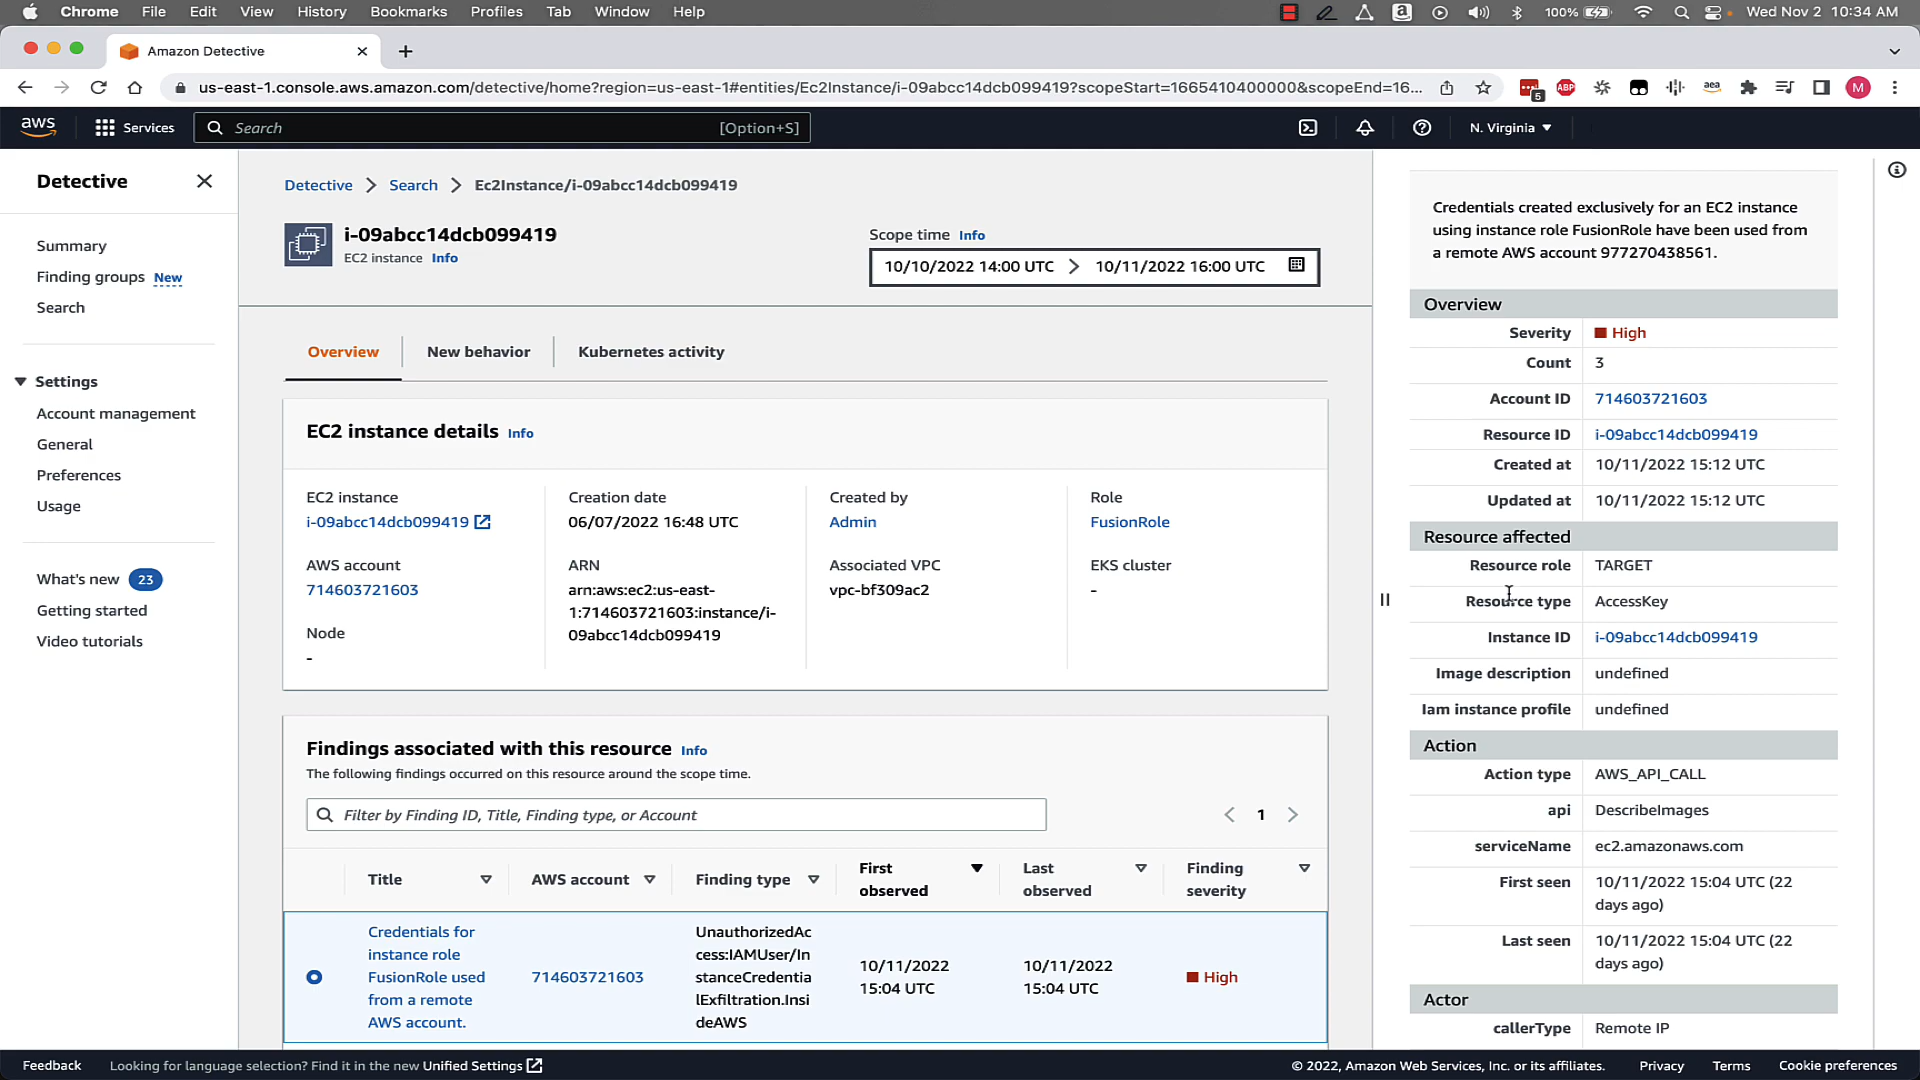 Chrome File Edit View History Bookmarks Profiles Tab Window Help 100% Wed Nov 2 10:34 AM
Amazon Detective
us-east-1.console.aws.amazon.com/detective/home?region=us-east-1#entities/Ec2Instance/i-09abcc14dcb099419?scopeStart=1665410400000&scopeEnd=16... 5 ABP aea M
aws Services Search [Option+S] N. Virginia
Detective
Summary
Finding groups New
Search
Settings
Account management
General
Preferences
Usage
What's new 23
Getting started
Video tutorials
Detective Search Ec2Instance/i-09abcc14dcb099419
i-09abcc14dcb099419
EC2 instance Info
Scope time Info
10/10/2022 14:00 UTC 10/11/2022 16:00 UTC
Overview New behavior Kubernetes activity
EC2 instance details Info
EC2 instance
i-09abcc14dcb099419
AWS account
714603721603
Node
-
Creation date
06/07/2022 16:48 UTC
ARN
arn:aws:ec2:us-east-
1:714603721603:instance/i-
09abcc14dcb099419
Created by
Admin
Associated VPC
vpc-bf309ac2
Role
FusionRole
EKS cluster
-
Findings associated with this resource Info
The following findings occurred on this resource around the scope time.
Filter by Finding ID, Title, Finding type, or Account
1
Title
AWS account
Finding type
First
observed
Last
observed
Finding
severity
Credentials for
instance role
FusionRole used
from a remote
AWS account.
714603721603
UnauthorizedAc
cess:IAMUser/In
stanceCredentia
lExfiltration.Insi
deAWS
10/11/2022
15:04 UTC
10/11/2022
15:04 UTC
High
Credentials created exclusively for an EC2 instance
using instance role FusionRole have been used from
a remote AWS account 977270438561.
Overview
Severity High
Count 3
Account ID 714603721603
Resource ID i-09abcc14dcb099419
Created at 10/11/2022 15:12 UTC
Updated at 10/11/2022 15:12 UTC
Resource affected
Resource role TARGET
Resource type AccessKey
Instance ID i-09abcc14dcb099419
Image description undefined
Iam instance profile undefined
Action
Action type AWS_API_CALL
api DescribeImages
serviceName ec2.amazonaws.com
First seen 10/11/2022 15:04 UTC (22
days ago)
Last seen 10/11/2022 15:04 UTC (22
days ago)
Actor
callerType Remote IP
Feedback Looking for language selection? Find it in the new Unified Settings © 2022, Amazon Web Services, Inc. or its affiliates. Privacy Terms Cookie preferences